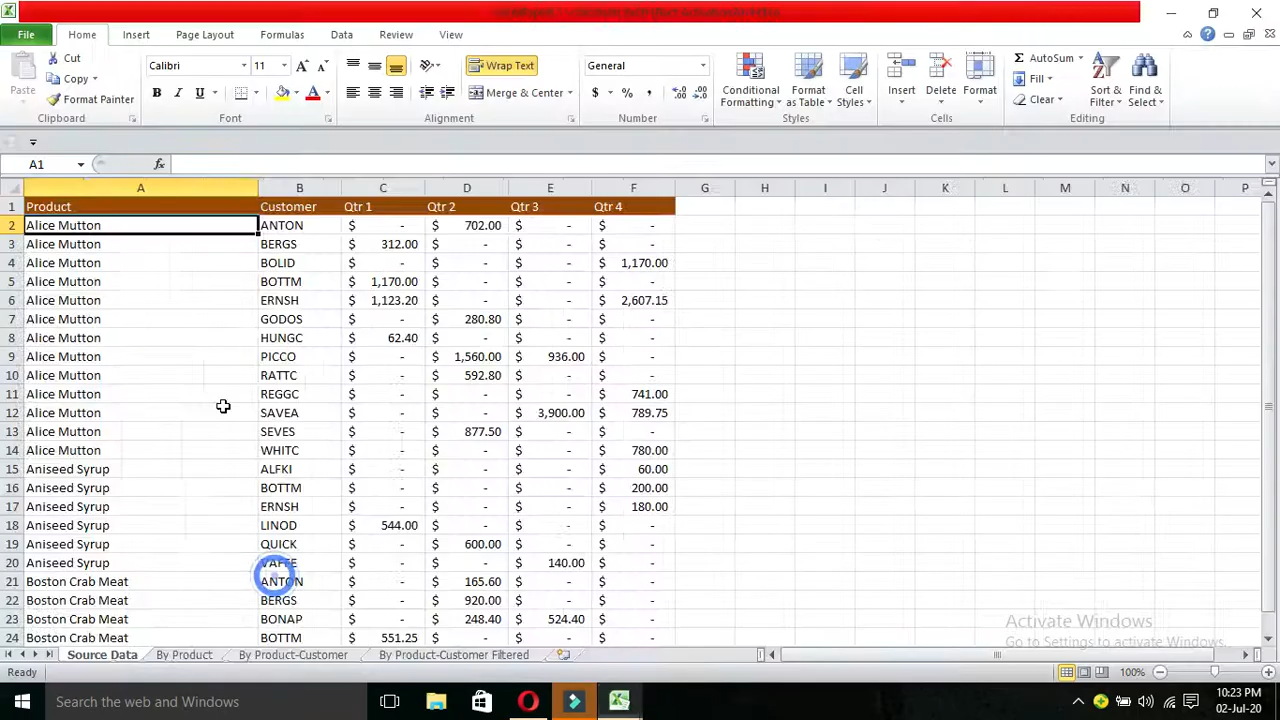 File Home Insert Page Layout Formulas Data Review View
Paste Cut Copy Format Painter Clipboard
Calibri 11 A A B I U A Font
Wrap Text Merge & Center Alignment
General $ % , Number
Conditional Formatting Format as Table Cell Styles Styles
Insert Delete Format Cells
Σ AutoSum Fill Clear Sort & Filter Find & Select Editing
A1 fx
A B C D E F G H I J K L M N O P
1 Product Customer Qtr 1 Qtr 2 Qtr 3 Qtr 4
2 Alice Mutton ANTON $ - $ 702.00 $ - $ -
3 Alice Mutton BERGS $ 312.00 $ - $ - $ -
4 Alice Mutton BOLID $ - $ - $ - $ 1,170.00
5 Alice Mutton BOTTM $ 1,170.00 $ - $ - $ -
6 Alice Mutton ERNSH $ 1,123.20 $ - $ - $ 2,607.15
7 Alice Mutton GODOS $ - $ 280.80 $ - $ -
8 Alice Mutton HUNGC $ 62.40 $ - $ - $ -
9 Alice Mutton PICCO $ - $ 1,560.00 $ 936.00 $ -
10 Alice Mutton RATTC $ - $ 592.80 $ - $ -
11 Alice Mutton REGGC $ - $ - $ - $ 741.00
12 Alice Mutton SAVEA $ - $ - $ 3,900.00 $ 789.75
13 Alice Mutton SEVES $ - $ 877.50 $ - $ -
14 Alice Mutton WHITC $ - $ - $ - $ 780.00
15 Aniseed Syrup ALFKI $ - $ - $ - $ 60.00
16 Aniseed Syrup BOTTM $ - $ - $ - $ 200.00
17 Aniseed Syrup ERNSH $ - $ - $ - $ 180.00
18 Aniseed Syrup LINOD $ 544.00 $ - $ - $ -
19 Aniseed Syrup QUICK $ - $ 600.00 $ - $ -
20 Aniseed Syrup VAFFE $ - $ - $ 140.00 $ -
21 Boston Crab Meat ANTON $ - $ 165.60 $ - $ -
22 Boston Crab Meat BERGS $ - $ 920.00 $ - $ -
23 Boston Crab Meat BONAP $ - $ 248.40 $ 524.40 $ -
24 Boston Crab Meat BOTTM $ 551.25 $ - $ - $ -
Activate Windows
Go to Settings to activate Windows.
Source Data By Product By Product-Customer By Product-Customer Filtered
Ready 100%
Search the web and Windows
10:23 PM
02-Jul-20